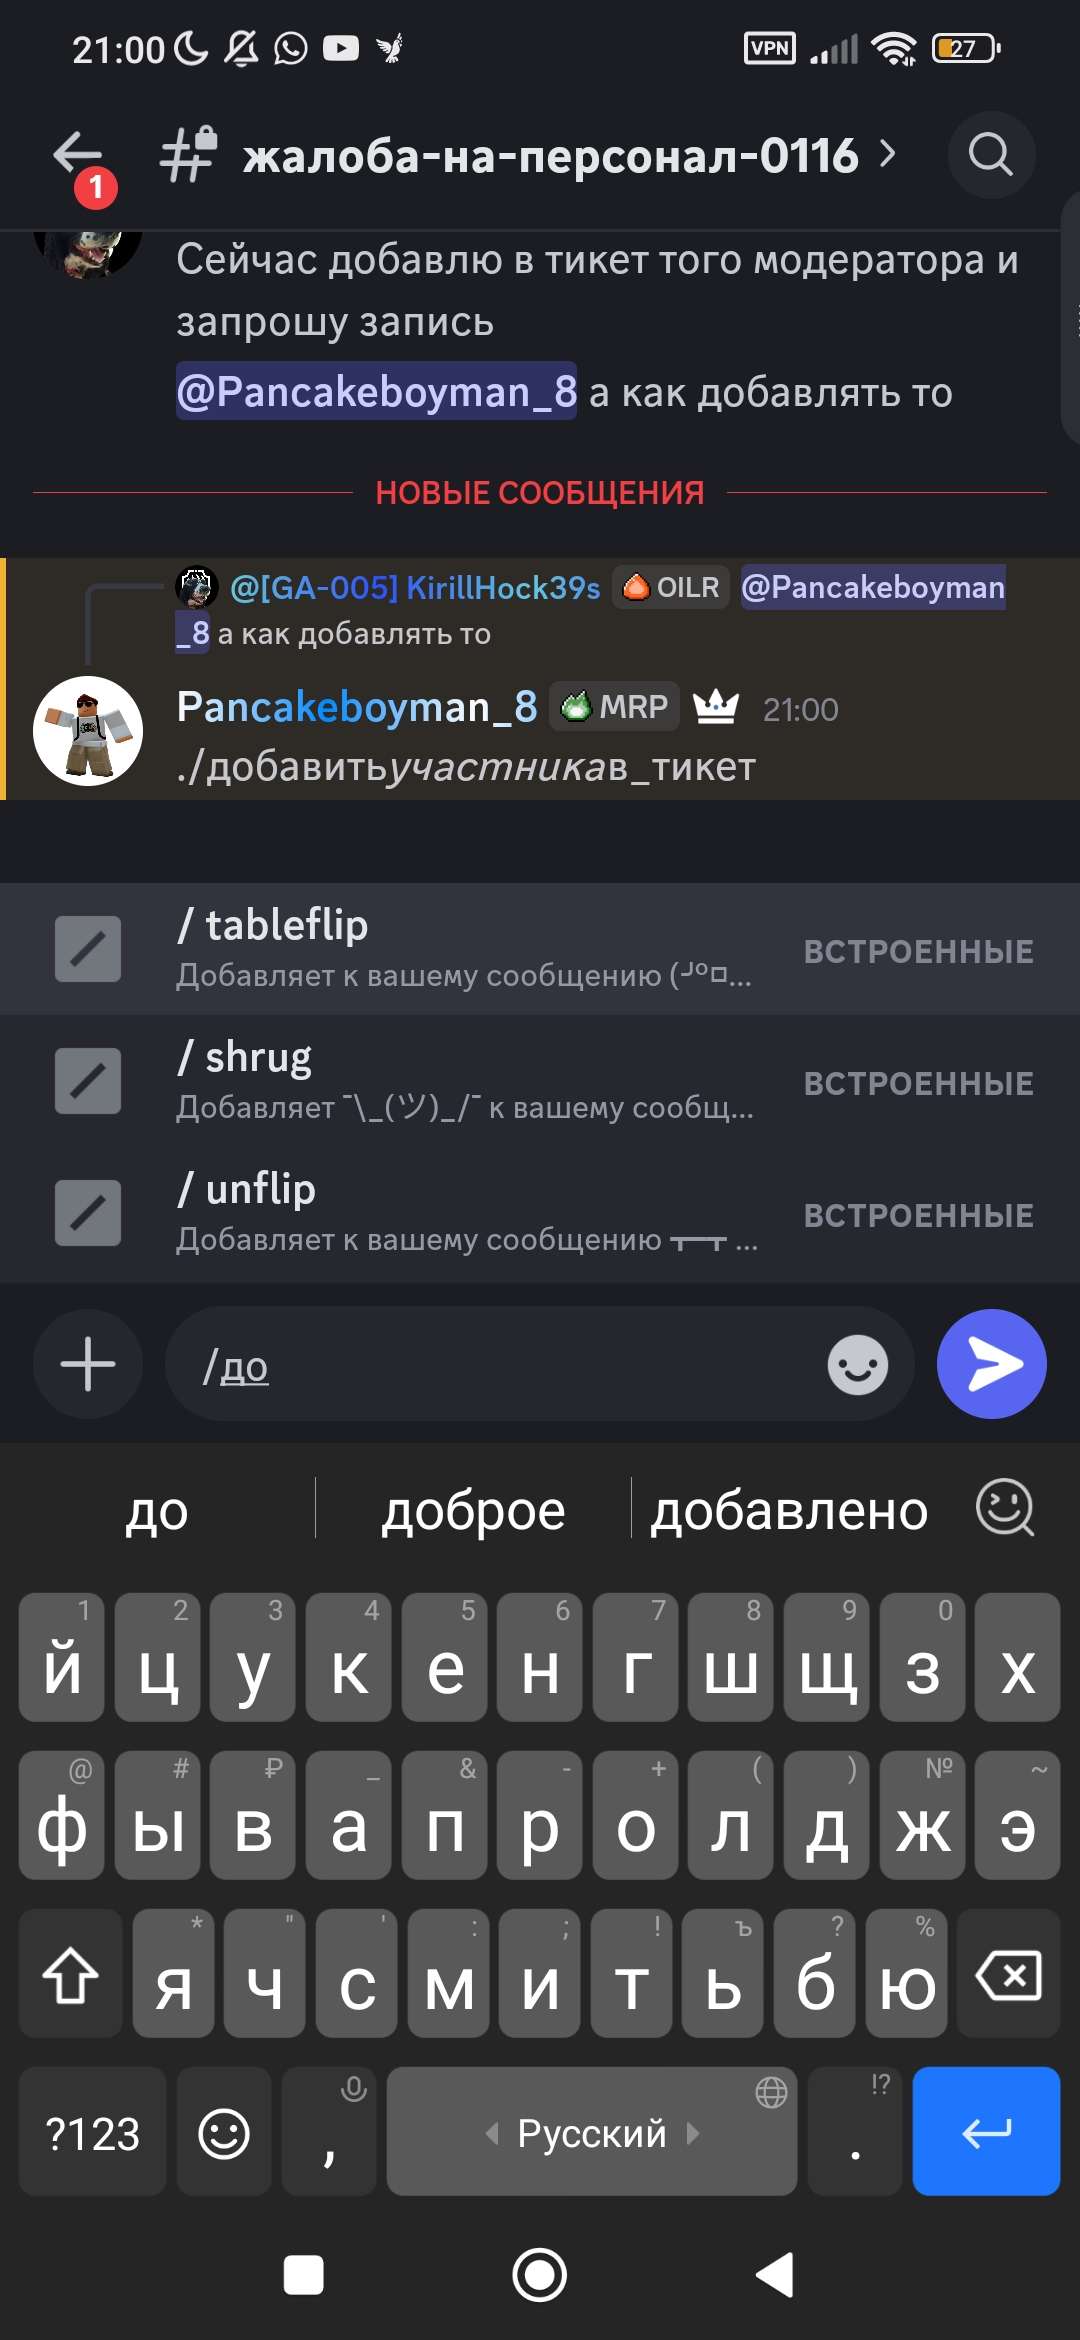 21:00 VPN 27
жалоба-на-персонал-0116
1
Сейчас добавлю в тикет того модератора и
запрошу запись
@Pancakeboyman_8 а как добавлять то
НОВЫЕ СООБЩЕНИЯ
@[GA-005] KirillHock39s OILR @Pancakeboyman
_8 а как добавлять то
Pancakeboyman_8 MRP 21:00
./добавитьучастникав_тикет
/ tableflip
Добавляет к вашему сообщению (╯°□... ВСТРОЕННЫЕ
/ shrug
Добавляет ¯\_(ツ)_/¯ к вашему сообщ... ВСТРОЕННЫЕ
/ unflip
Добавляет к вашему сообщению ┬─┬ ... ВСТРОЕННЫЕ
/до
до доброе добавлено
1 2 3 4 5 6 7 8 9 0
й ц у к е н г ш щ з х
@ # ₽ _ & - + ( ) № ~
ф ы в а п р о л д ж э
* " ' : ; ! ъ ? %
я ч с м и т ь б ю
!?
?123 , Русский .